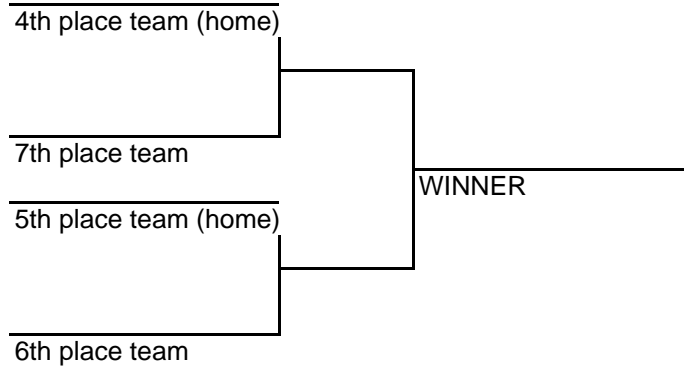 4th place team (home)
7th place team
WINNER
5th place team (home)
6th place team